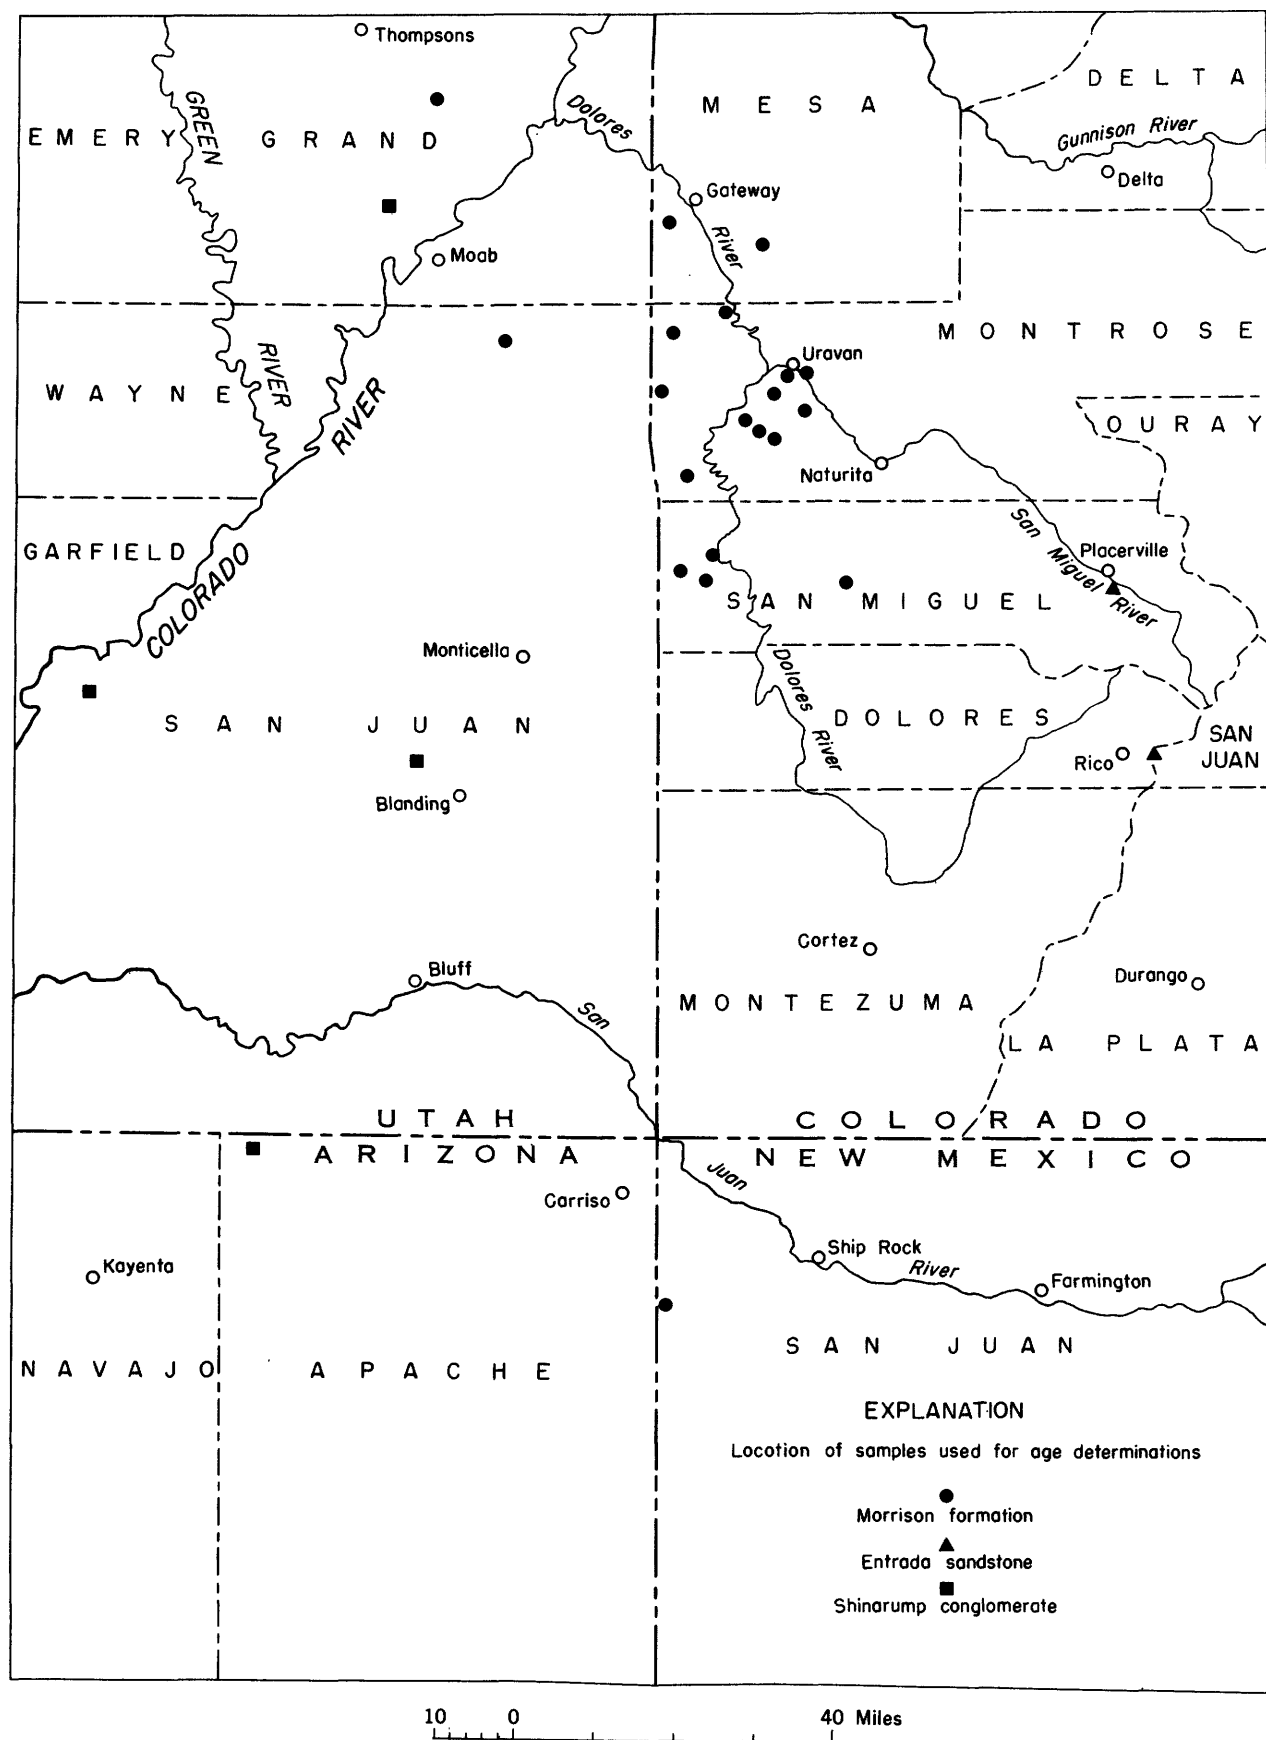 Thompsons
DELTA
MESA
Dolores
GREEN
EMERY
GRAND
Gunnison River
Delta
Gateway
River
Moab
MONTROSE
RIVER
Uravan
WAYNE
RIVER
OURAY
Naturita
San Miguel River
GARFIELD
COLORADO
Placerville
SAN MIGUEL
Monticella
Dolores
SAN JUAN
DOLORES
River
SAN
JUAN
Rico
Blanding
Cortez
Bluff
Durango
San
MONTEZUMA
LA PLATA
UTAH
COLORADO
ARIZONA
NEW MEXICO
Juan
Carriso
Ship Rock
River
Kayenta
Farmington
SAN JUAN
NAVAJO
APACHE
EXPLANATION
Location of samples used for age determinations
Morrison formation
Entrada sandstone
Shinarump conglomerate
10 0 40 Miles